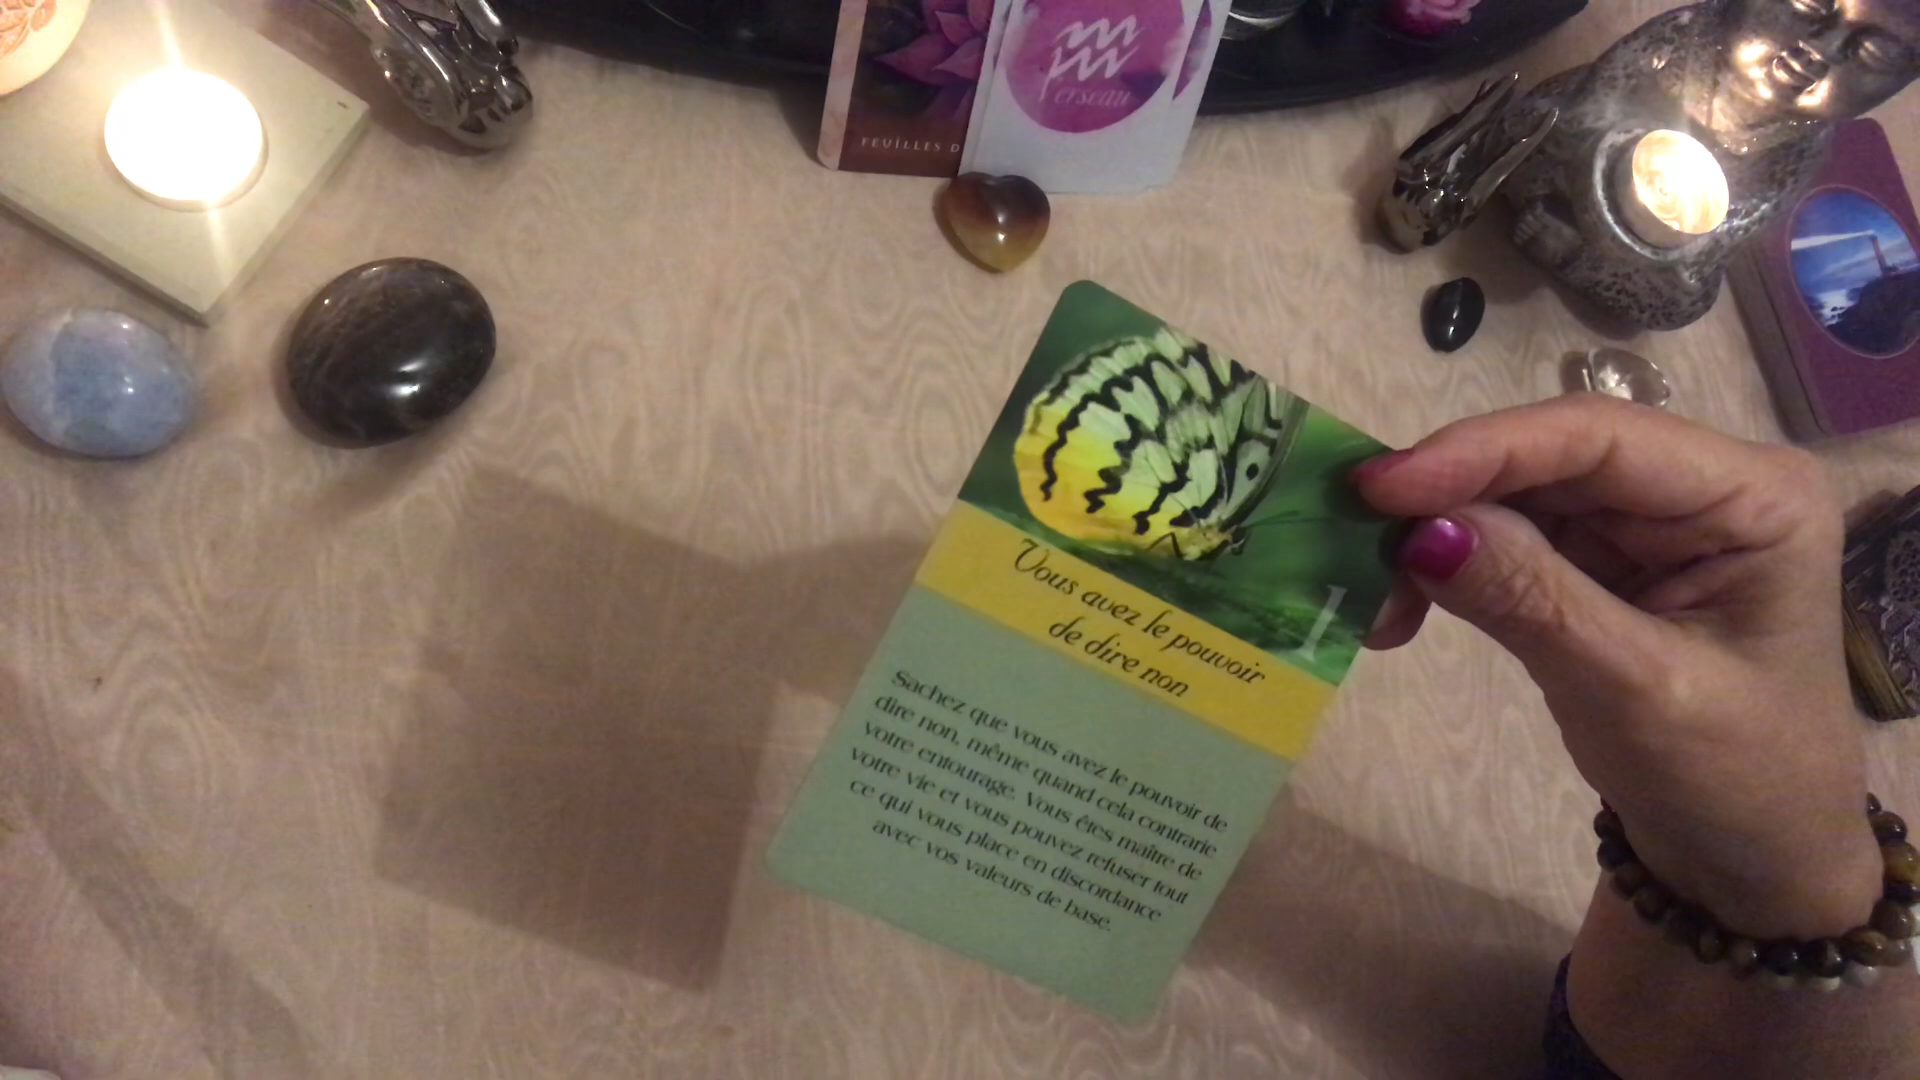 FEUILLES D
Verseau
1
Vous avez le pouvoir
de dire non
Sachez que vous avez le pouvoir de
dire non, même quand cela contrarie
votre entourage. Vous êtes maître de
votre vie et vous pouvez refuser tout
ce qui vous place en discordance
avec vos valeurs de base.